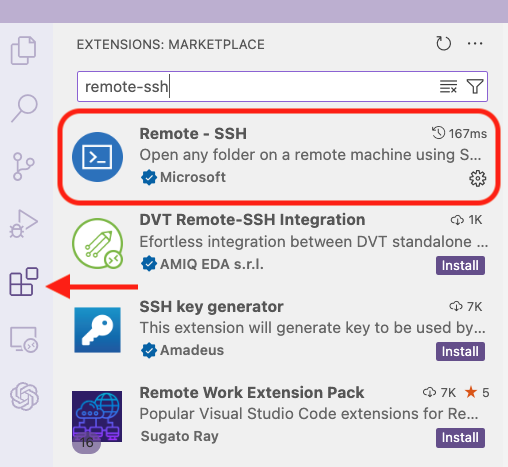 EXTENSIONS: MARKETPLACE
remote-ssh
Remote - SSH 167ms
Open any folder on a remote machine using S...
Microsoft
DVT Remote-SSH Integration 1K
Efortless integration between DVT standalone ...
AMIQ EDA s.r.l. Install
SSH key generator 7K
This extension will generate key to be used by...
Amadeus Install
Remote Work Extension Pack 7K 5
Popular Visual Studio Code extensions for Re...
16 Sugato Ray Install